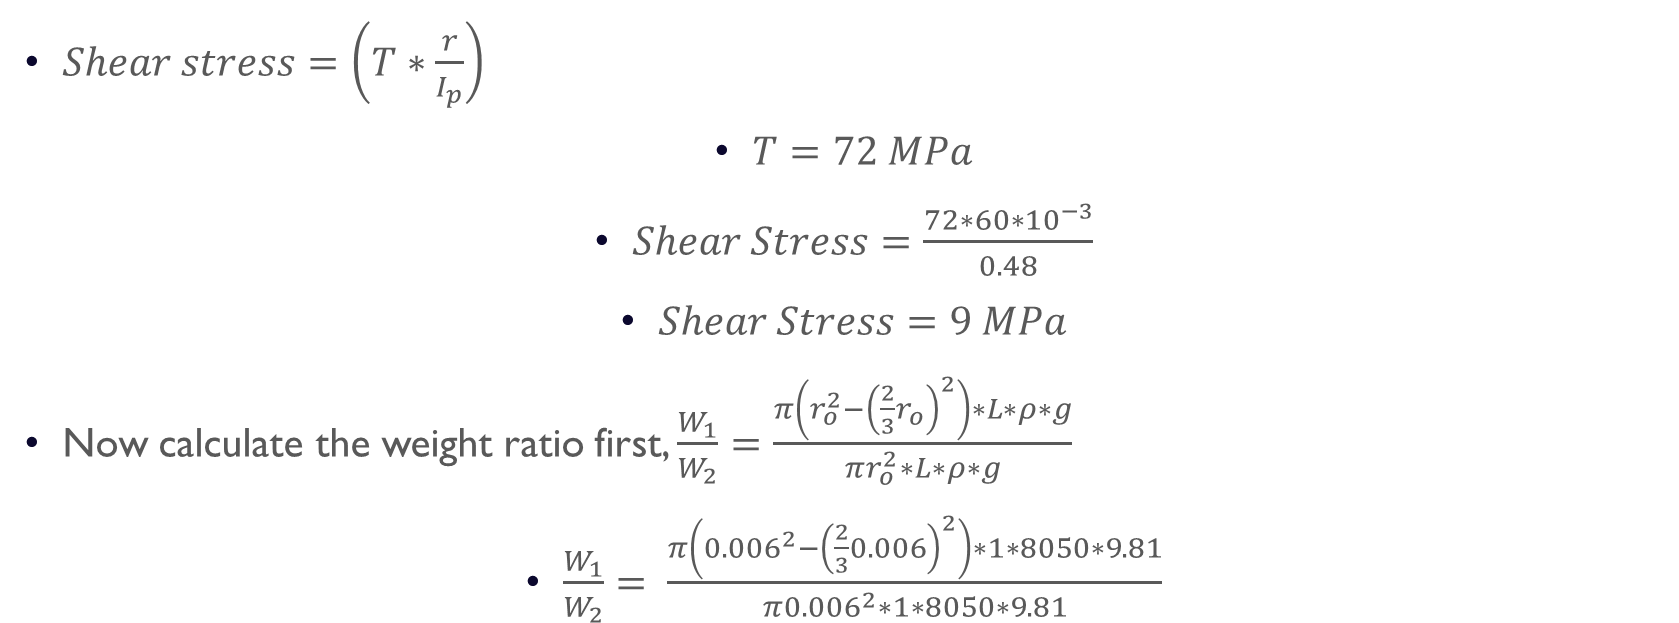 • Shear stress = (T * r/I_p)
• T = 72 MPa
• Shear Stress = 72*60*10^−3/0.48
• Shear Stress = 9 MPa
• Now calculate the weight ratio first, W_1/W_2 = π(r_o^2−(2/3 r_o)^2)*L*ρ*g/πr_o^2*L*ρ*g
• W_1/W_2 = π(0.006^2−(2/3 0.006)^2)*1*8050*9.81/π0.006^2*1*8050*9.81